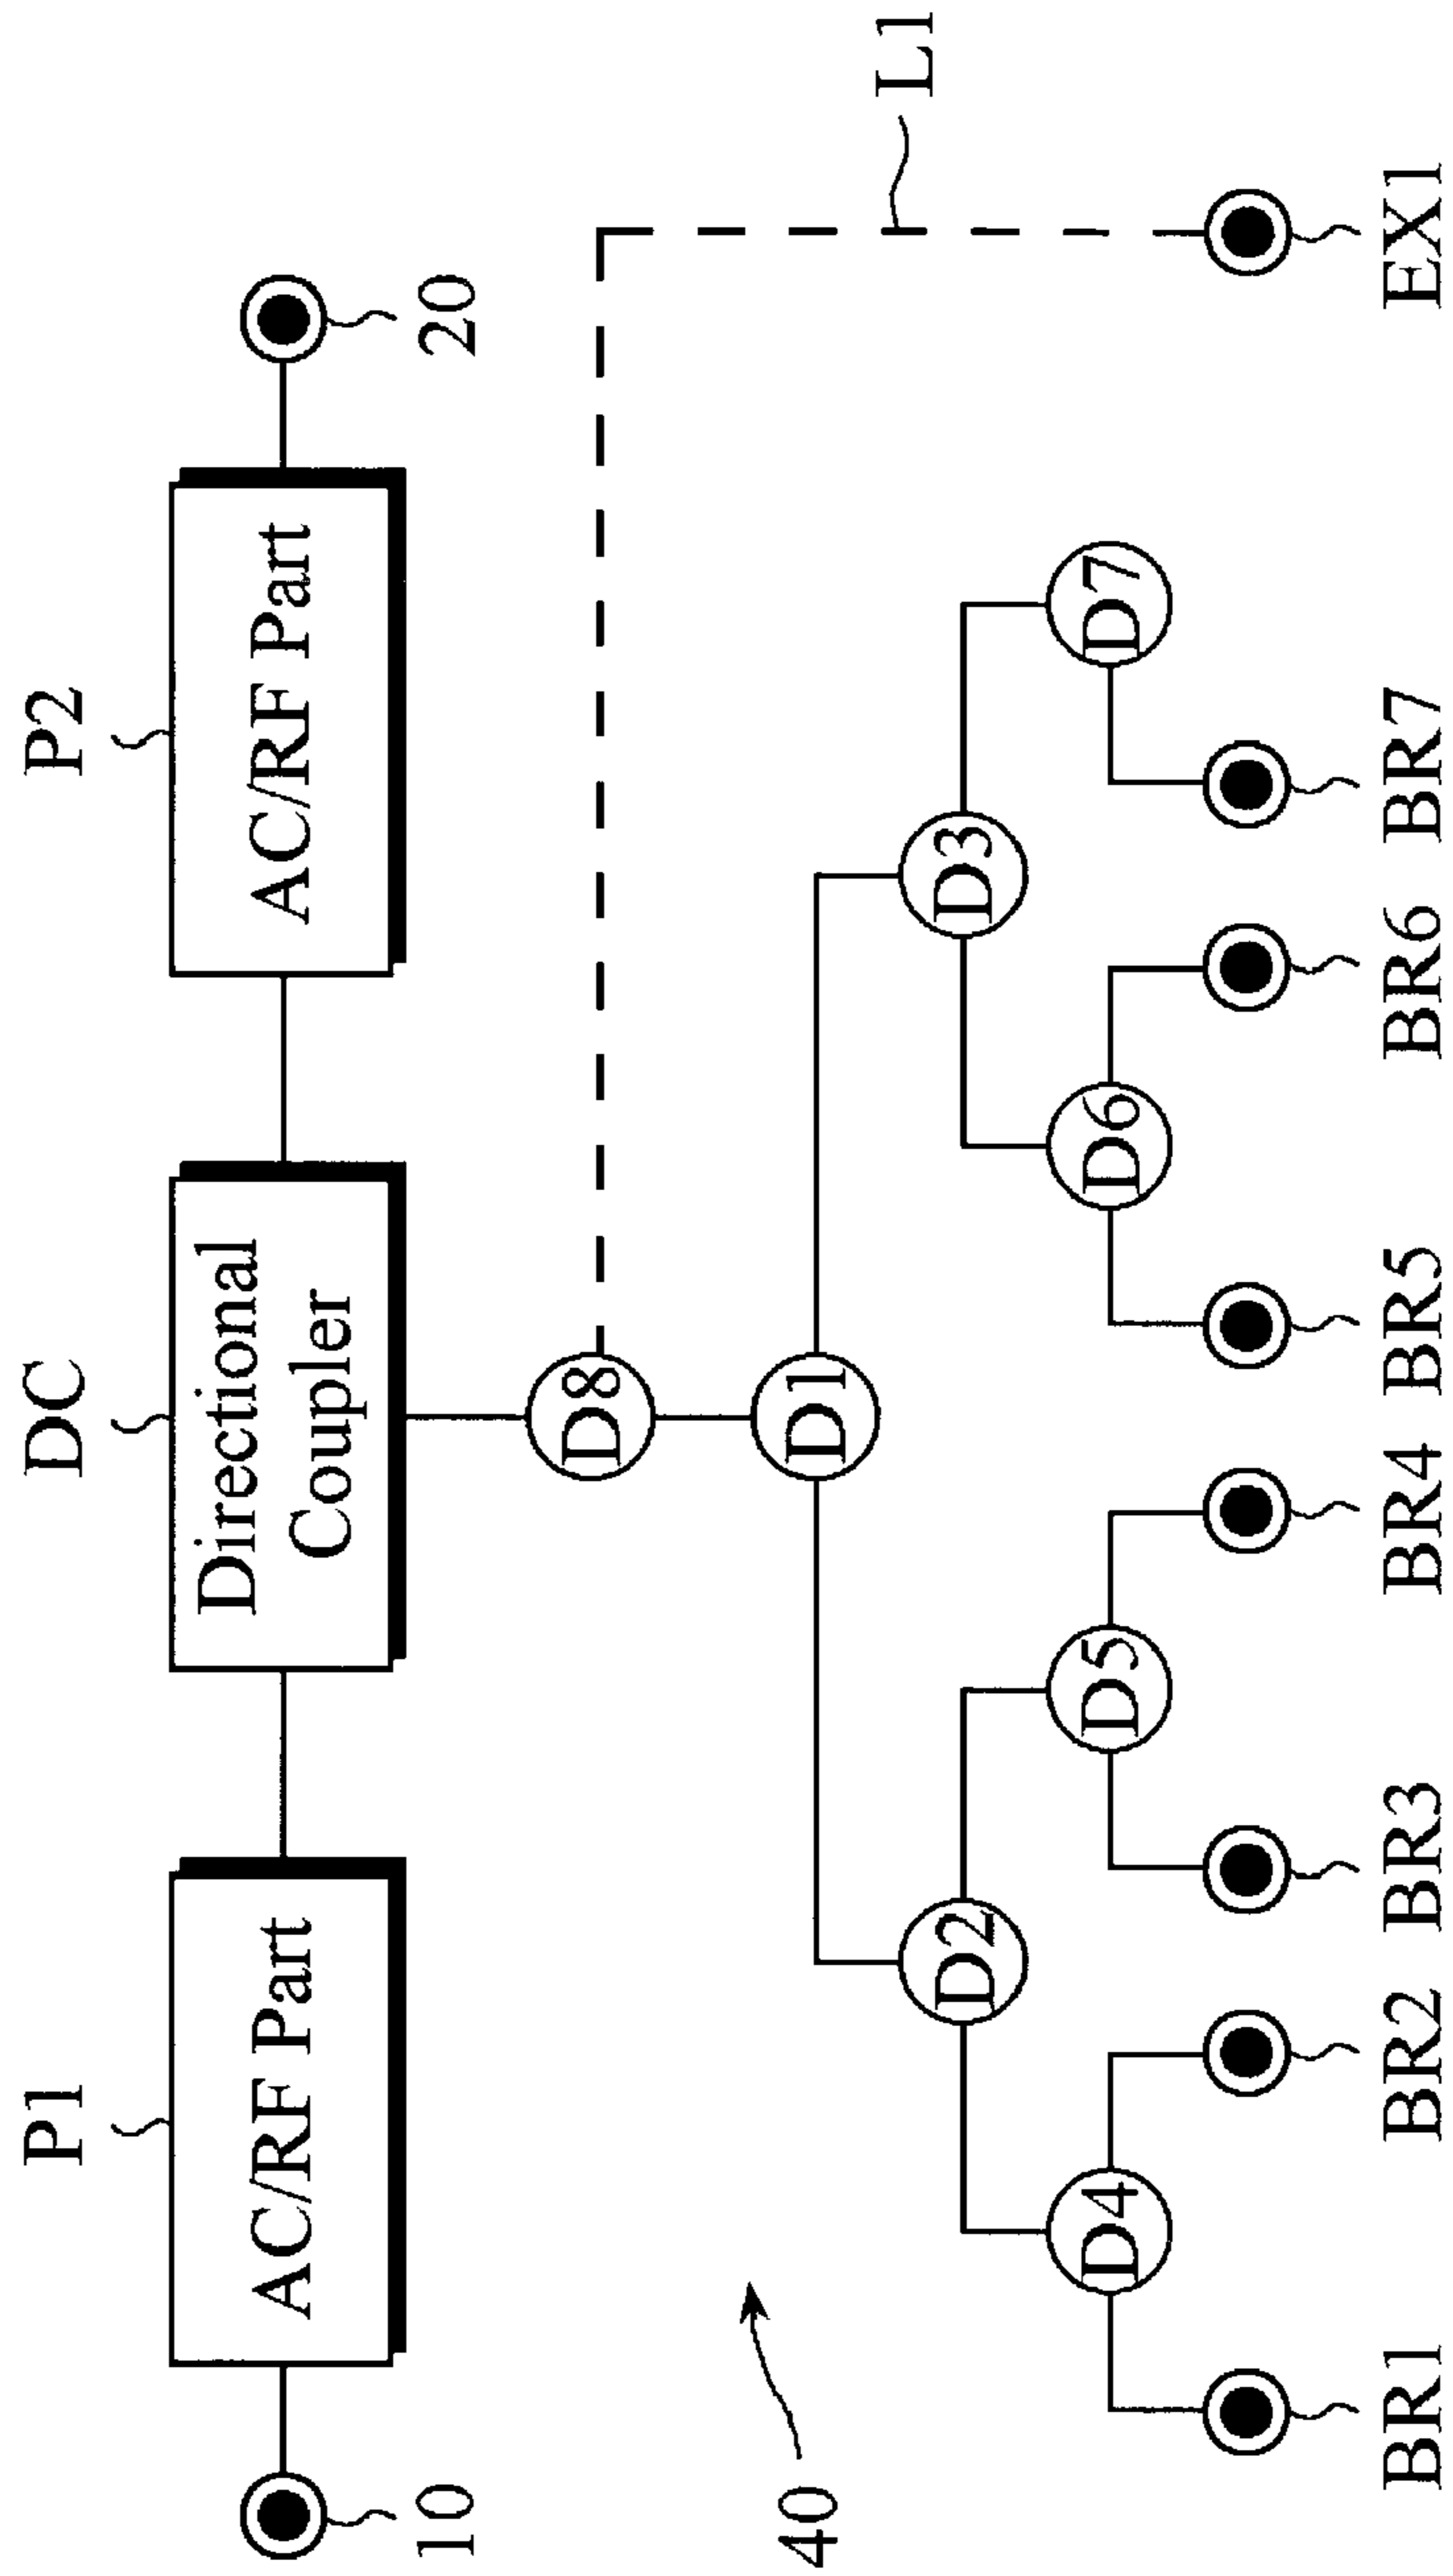 P1
DC
P2
AC/RF Part
Directional
Coupler
AC/RF Part
10
20
D8
L1
40
D1
D2
D3
D4
D5
D6
D7
BR1
BR2
BR3
BR4
BR5
BR6
BR7
EX1